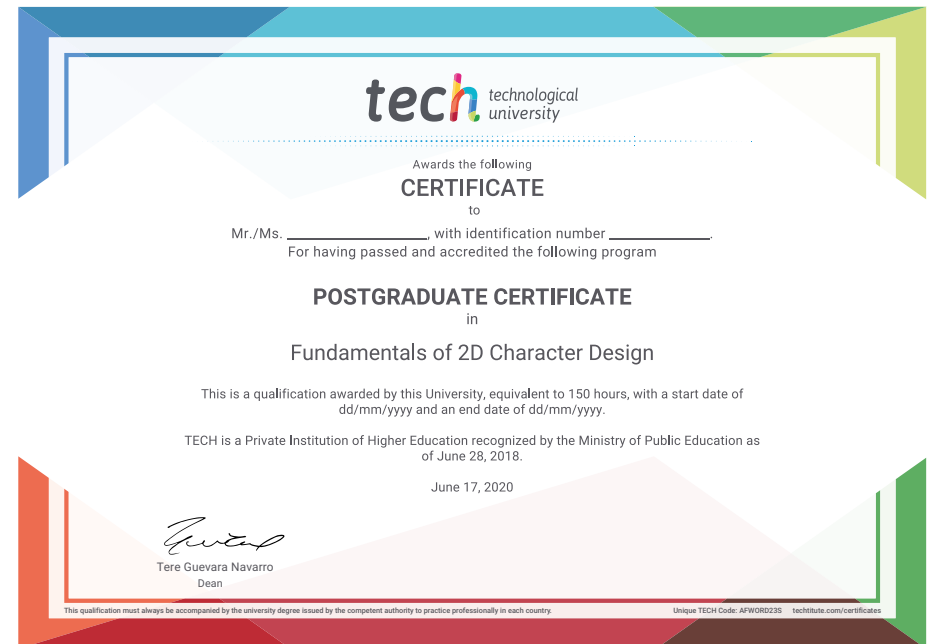 tech technological
university
Awards the following
CERTIFICATE
to
Mr./Ms. ____________________, with identification number ______________.
For having passed and accredited the following program
POSTGRADUATE CERTIFICATE
in
Fundamentals of 2D Character Design
This is a qualification awarded by this University, equivalent to 150 hours, with a start date of
dd/mm/yyyy and an end date of dd/mm/yyyy.
TECH is a Private Institution of Higher Education recognized by the Ministry of Public Education as
of June 28, 2018.
June 17, 2020
Tere Guevara Navarro
Dean
This qualification must always be accompanied by the university degree issued by the competent authority to practice professionally in each country. Unique TECH Code: AFWORD23S techtitute.com/certificates